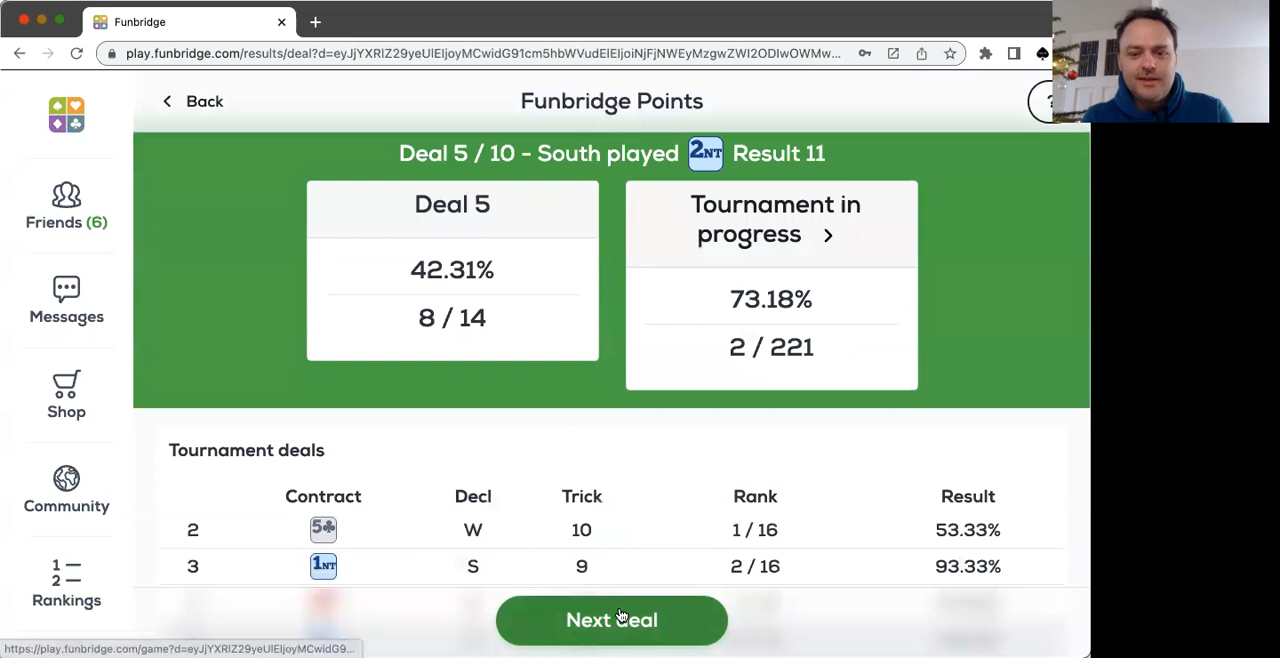 Funbridge
play.funbridge.com/results/deal?d=eyJjYXRlZ29yeUlEIjoyMCwidG91cm5hbWVudElEIjoiNjFjNWEyMzgwZWI2ODIwOWMw...
Back
Funbridge Points
?
Deal 5 / 10 - South played 2NT Result 11
Deal 5
42.31%
8 / 14
Tournament in
progress >
73.18%
2 / 221
Friends (6)
Messages
Shop
Community
1
2
Rankings
Tournament deals
Contract Decl Trick Rank Result
2 5♣ W 10 1 / 16 53.33%
3 1NT S 9 2 / 16 93.33%
Next deal
https://play.funbridge.com/game?d=eyJjYXRlZ29yeUlEIjoyMCwidG9...